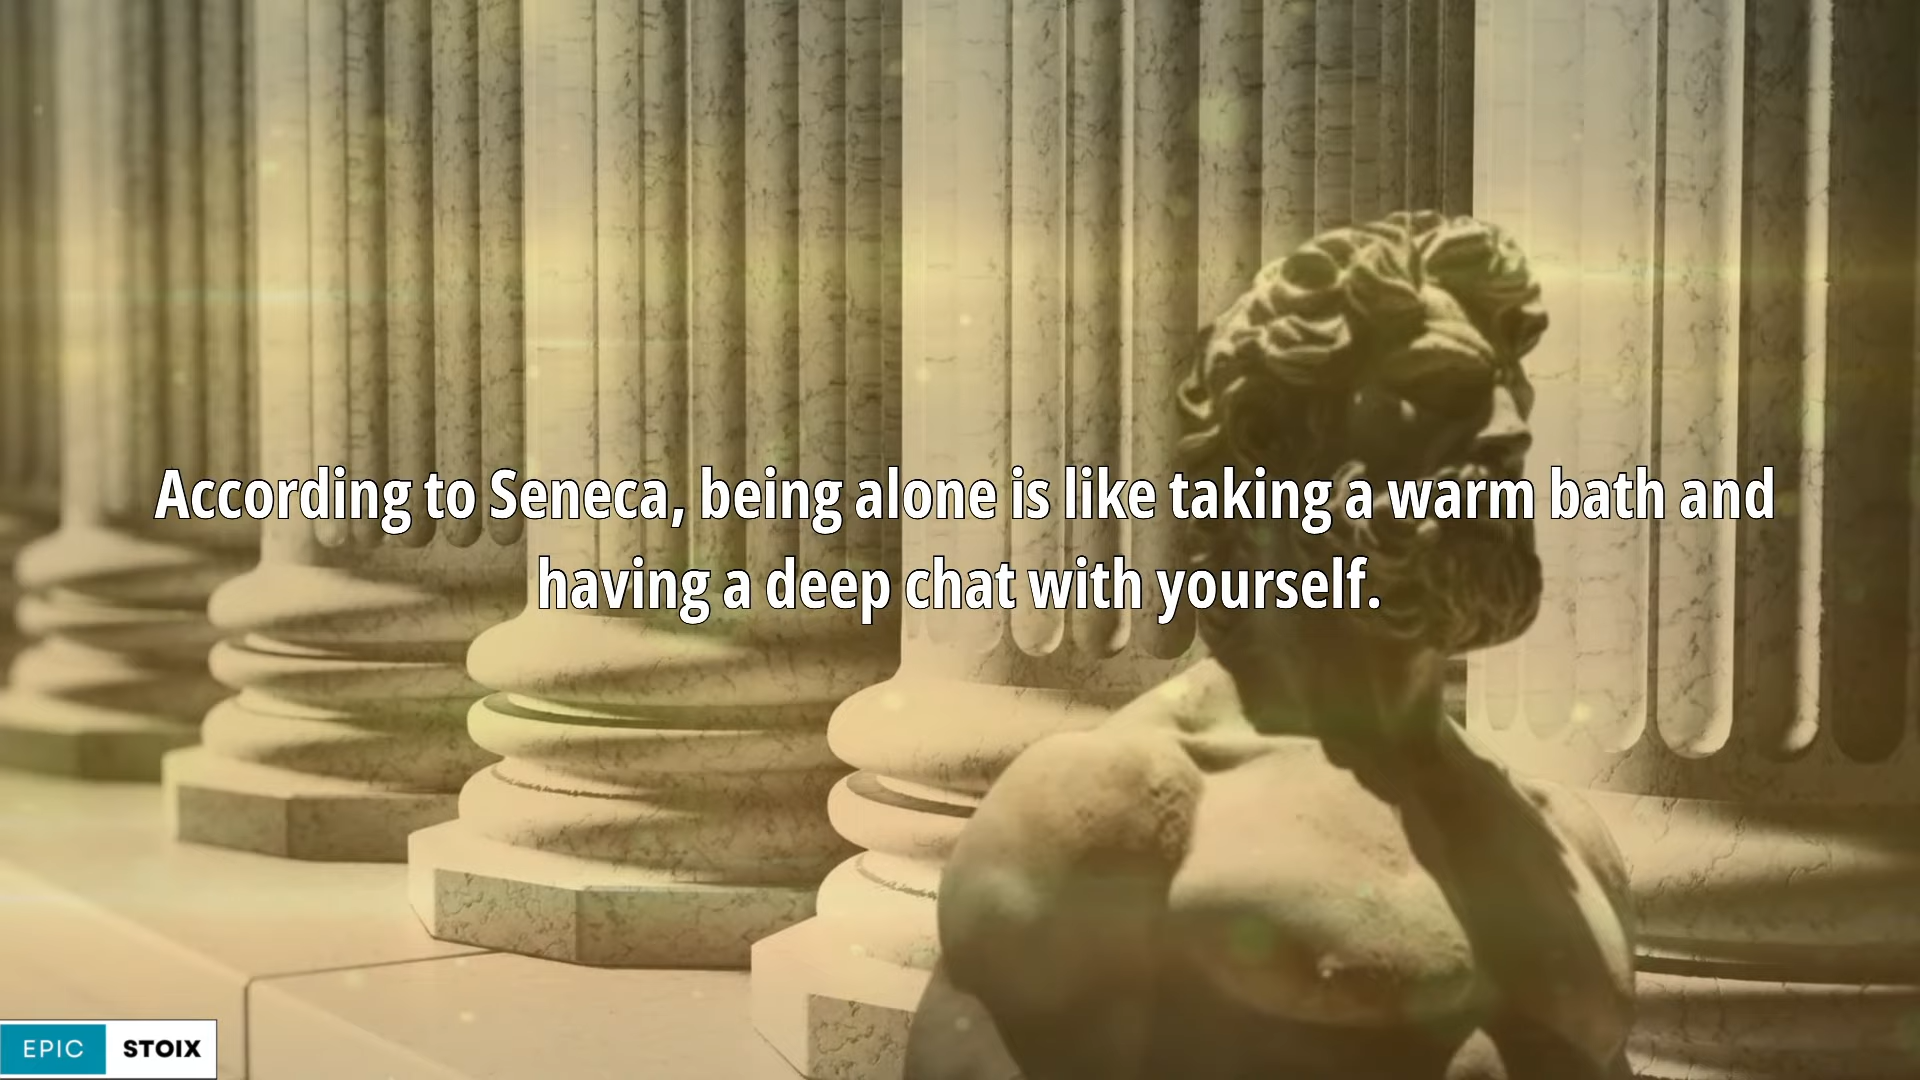 According to Seneca, being alone is like taking a warm bath and
having a deep chat with yourself.
EPIC STOIX